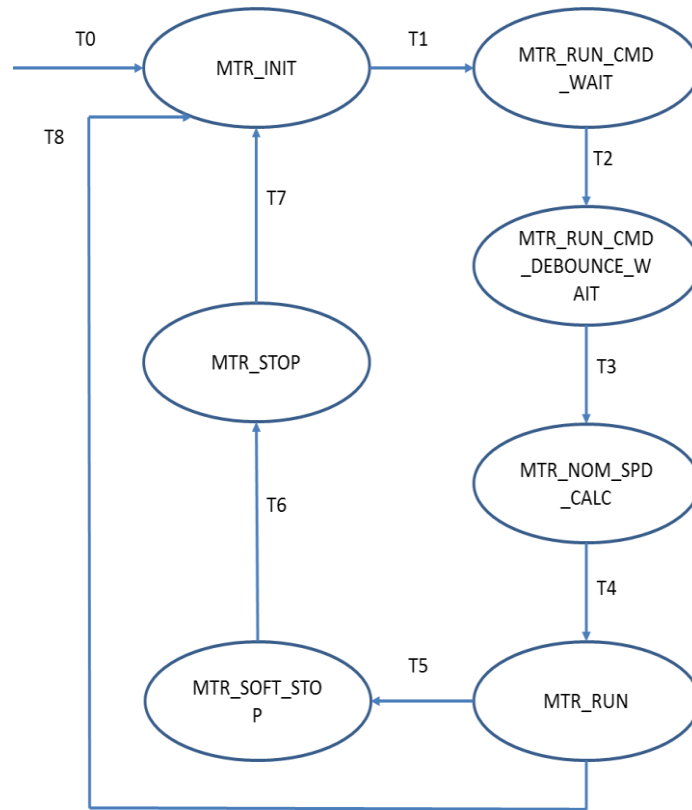 T0
MTR_INIT
T1
MTR_RUN_CMD
_WAIT
T8
T2
T7
MTR_RUN_CMD
_DEBOUNCE_W
AIT
MTR_STOP
T3
MTR_NOM_SPD
_CALC
T6
T4
MTR_SOFT_STO
P
T5
MTR_RUN